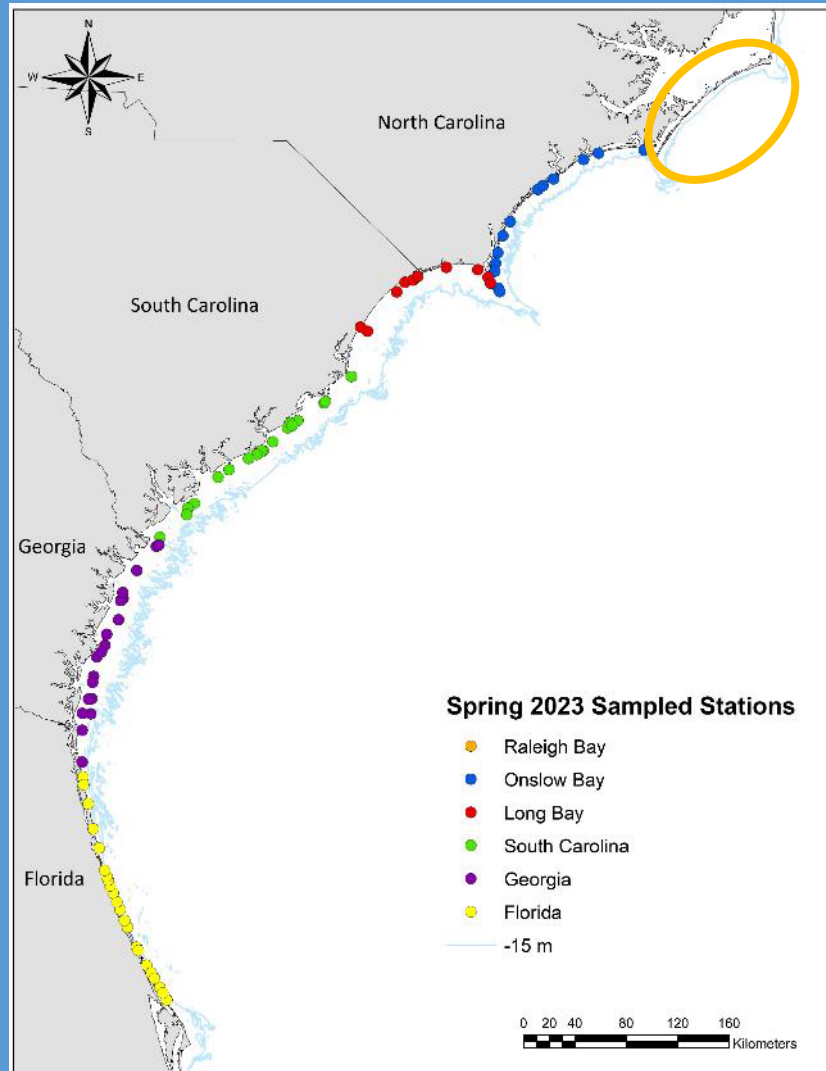 N
W E
S
North Carolina
South Carolina
Georgia
Florida
Spring 2023 Sampled Stations
Raleigh Bay
Onslow Bay
Long Bay
South Carolina
Georgia
Florida
-15 m
0 20 40 80 120 160
Kilometers